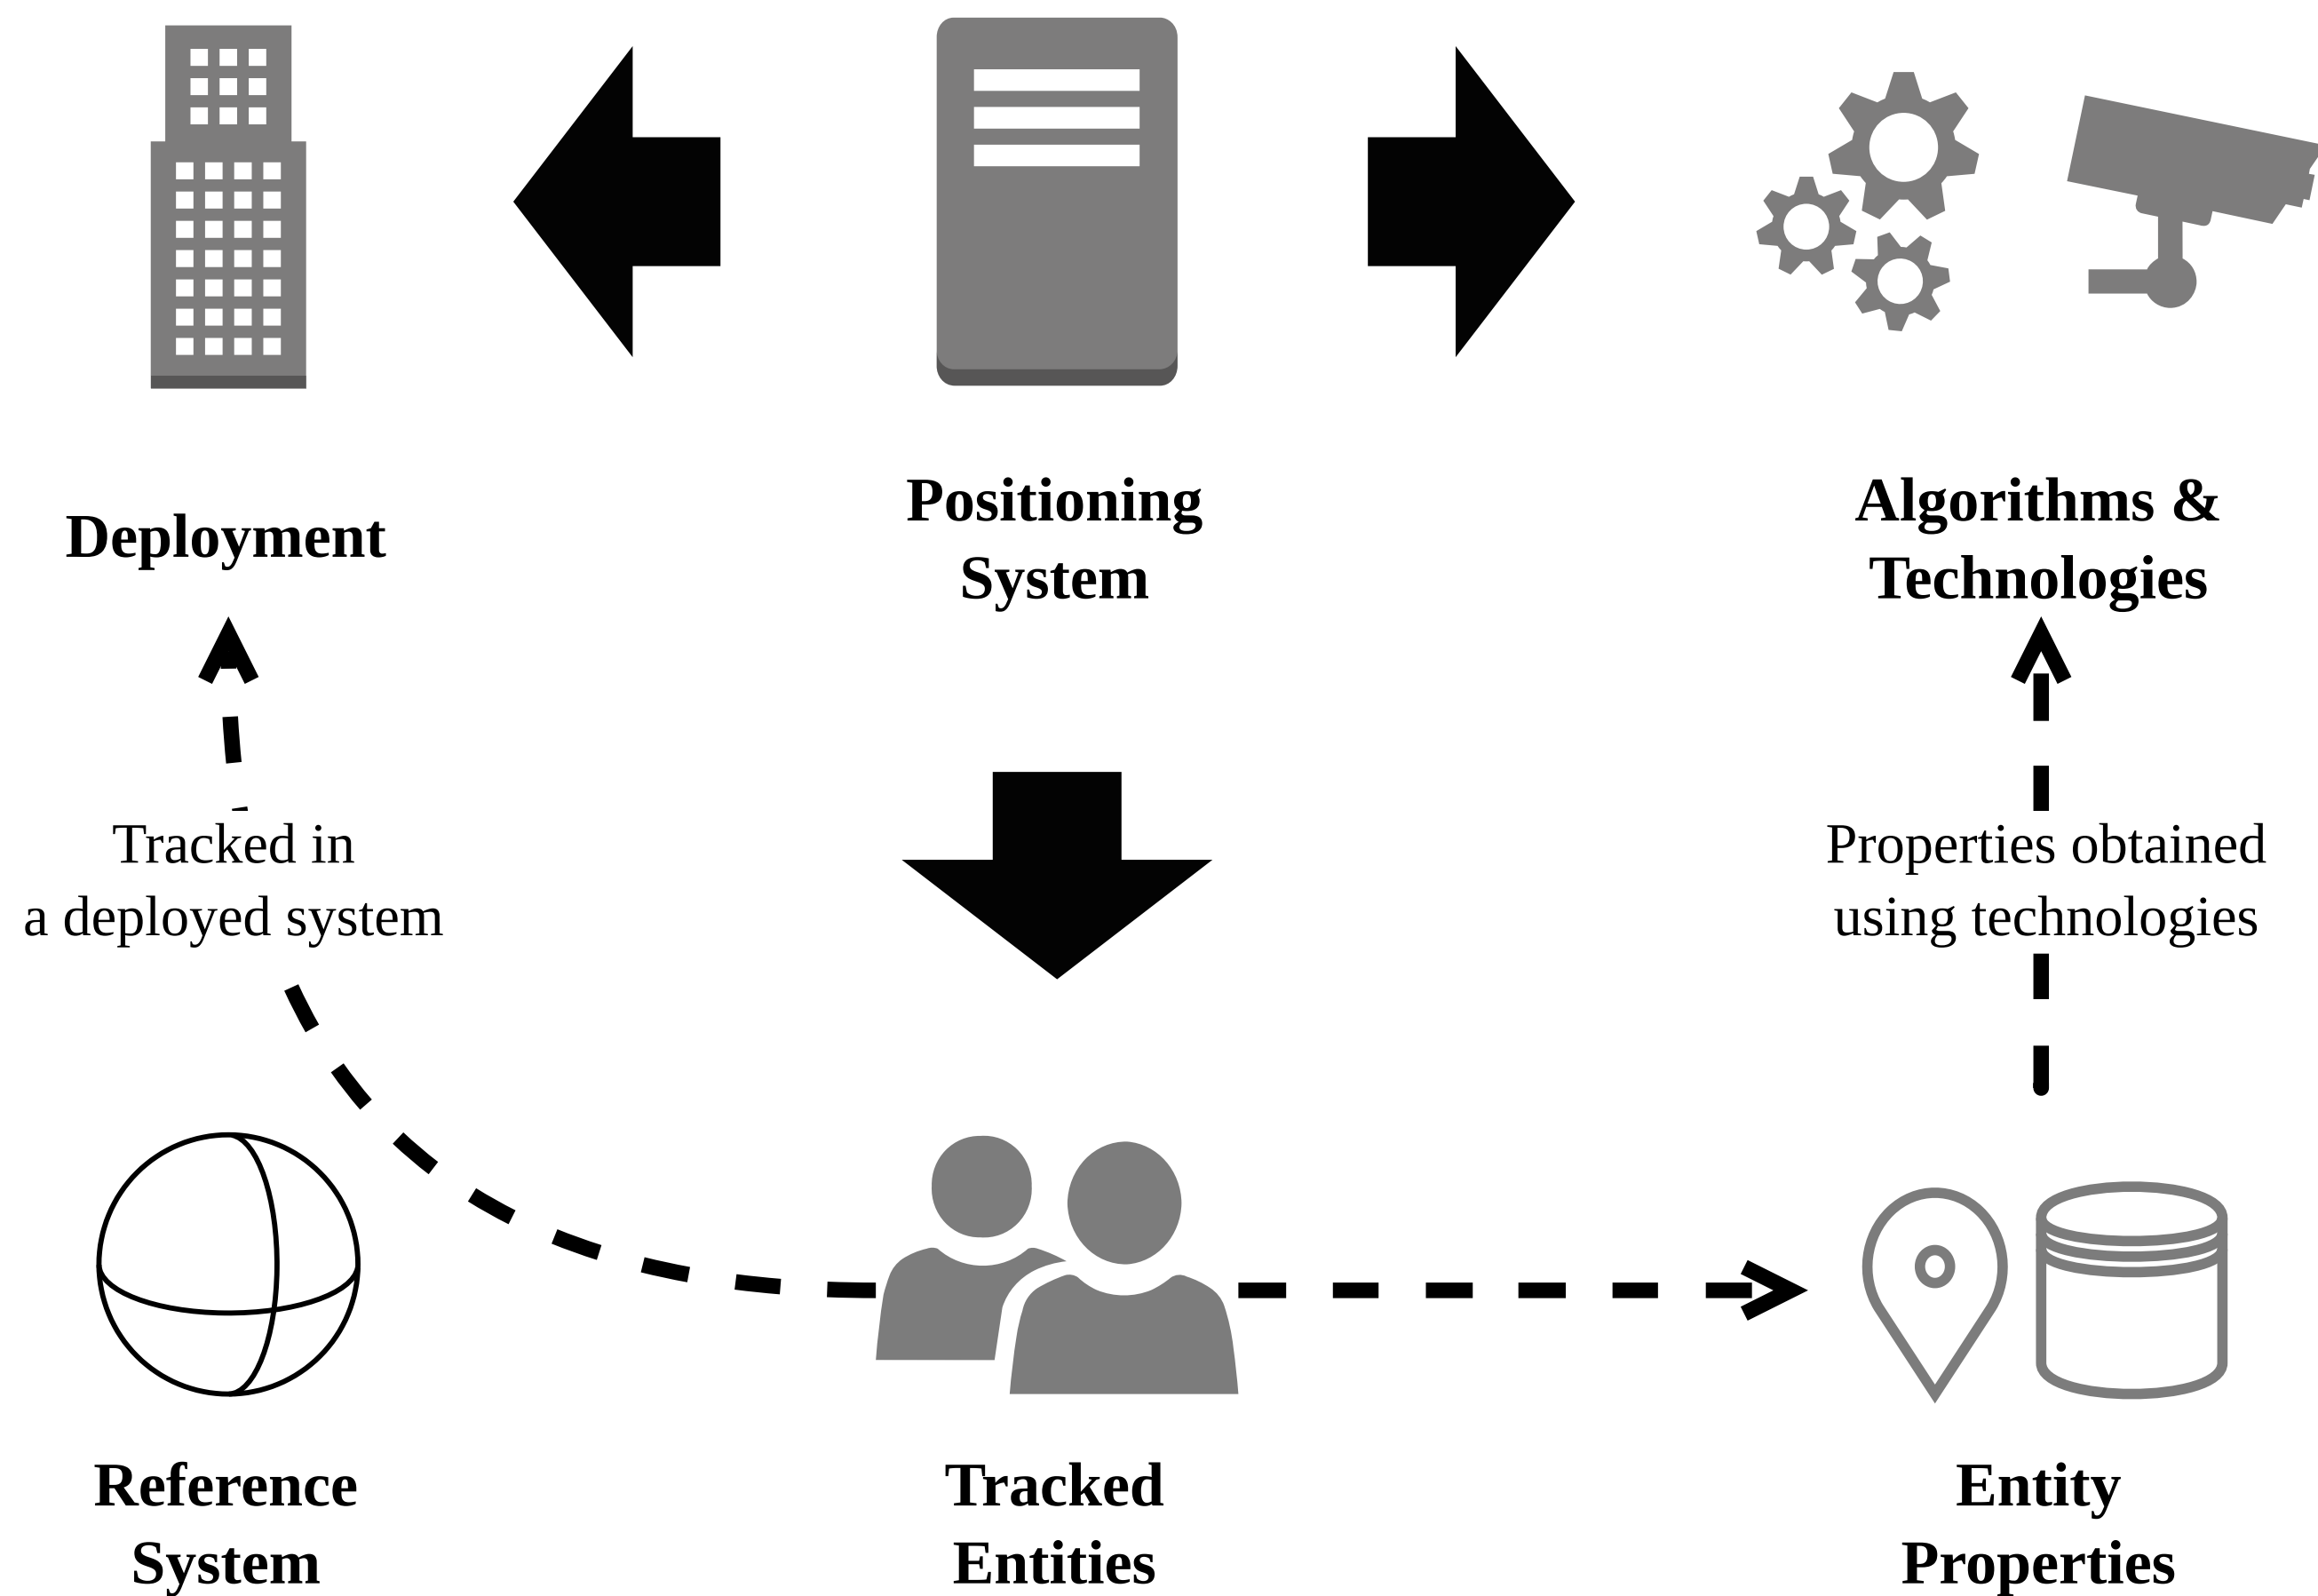 Deployment
Positioning
System
Algorithms &
Technologies
Tracked in
a deployed system
Properties obtained
using technologies
Reference
System
Tracked
Entities
Entity
Properties